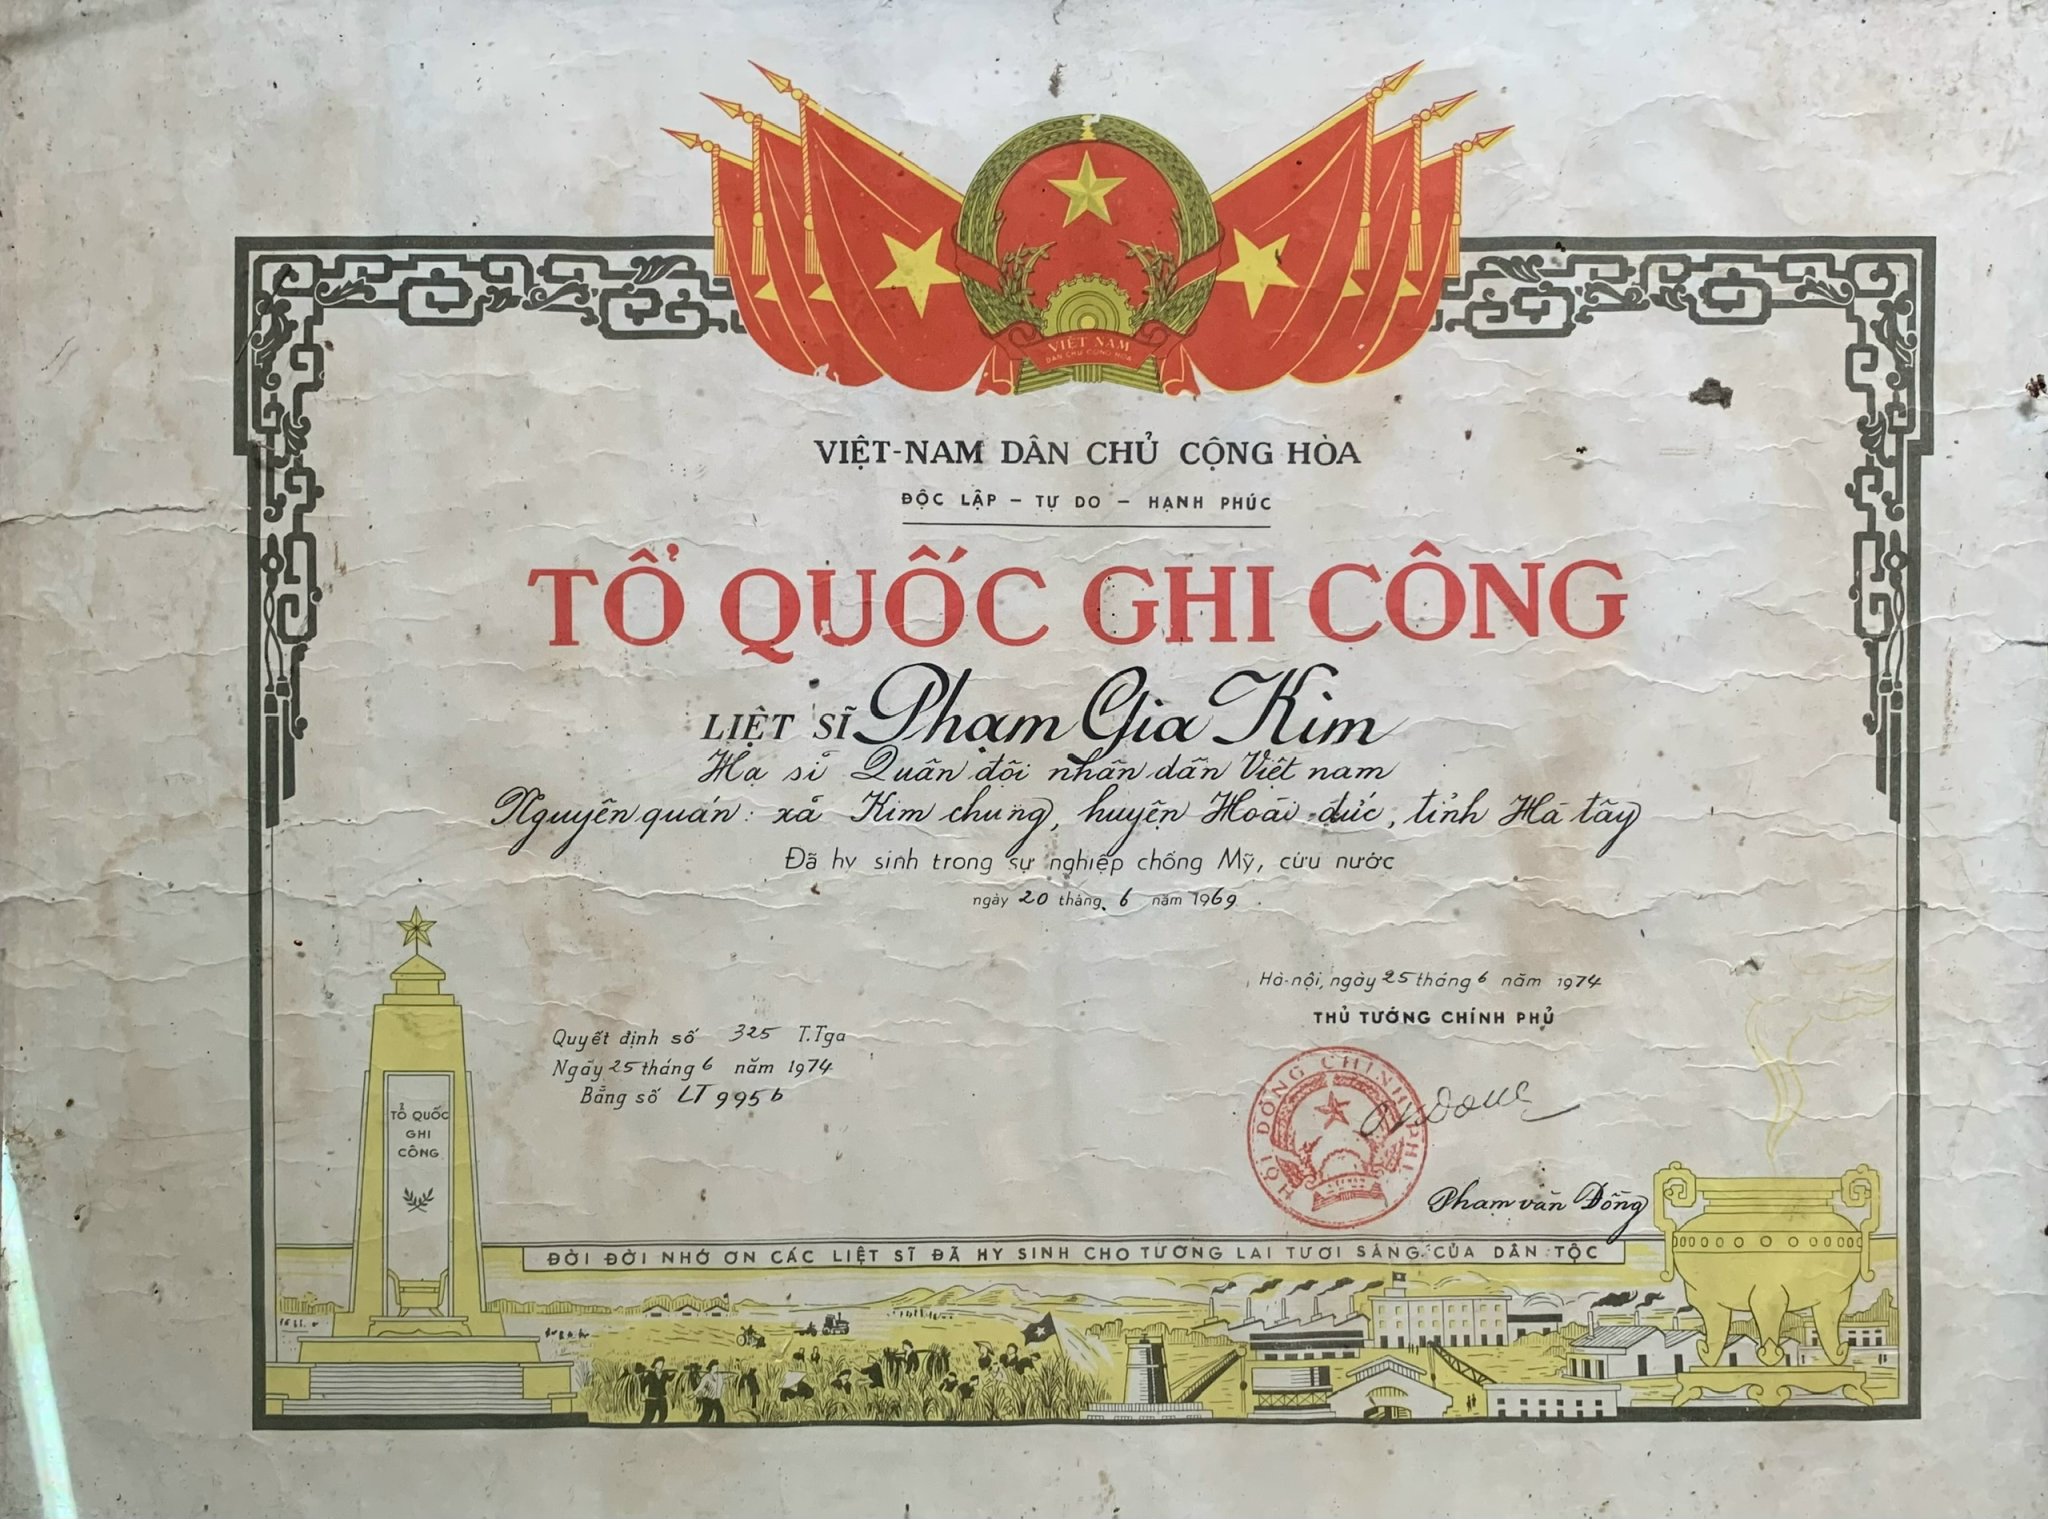 VIỆT NAM
DÂN CHỦ CỘNG HÒA
VIỆT-NAM DÂN CHỦ CỘNG HÒA
ĐỘC LẬP - TỰ DO - HẠNH PHÚC
TỔ QUỐC GHI CÔNG
LIỆT SĨ Phạm Gia Kim
Hạ sĩ Quân đội nhân dân Việt nam
Nguyên quán: xã Kim chung, huyện Hoài đức, tỉnh Hà tây
Đã hy sinh trong sự nghiệp chống Mỹ, cứu nước
ngày 20 tháng 6 năm 1969
Hà-nội, ngày 25 tháng 6 năm 1974
THỦ TƯỚNG CHÍNH PHỦ
Quyết định số 325 T.Tga
Ngày 25 tháng 6 năm 1974
Bằng số LT 995b
HỘI ĐỒNG CHÍNH PHỦ
Phạm văn Đồng
TỔ QUỐC
GHI
CÔNG
ĐỜI ĐỜI NHỚ ƠN CÁC LIỆT SĨ ĐÃ HY SINH CHO TƯƠNG LAI TƯƠI SÁNG CỦA DÂN TỘC